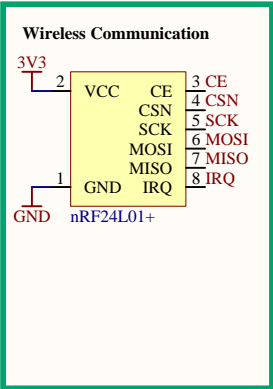 Wireless Communication
3V3
2 VCC CE 3 CE
CSN 4 CSN
SCK 5 SCK
MOSI 6 MOSI
MISO 7 MISO
1 GND IRQ 8 IRQ
GND nRF24L01+